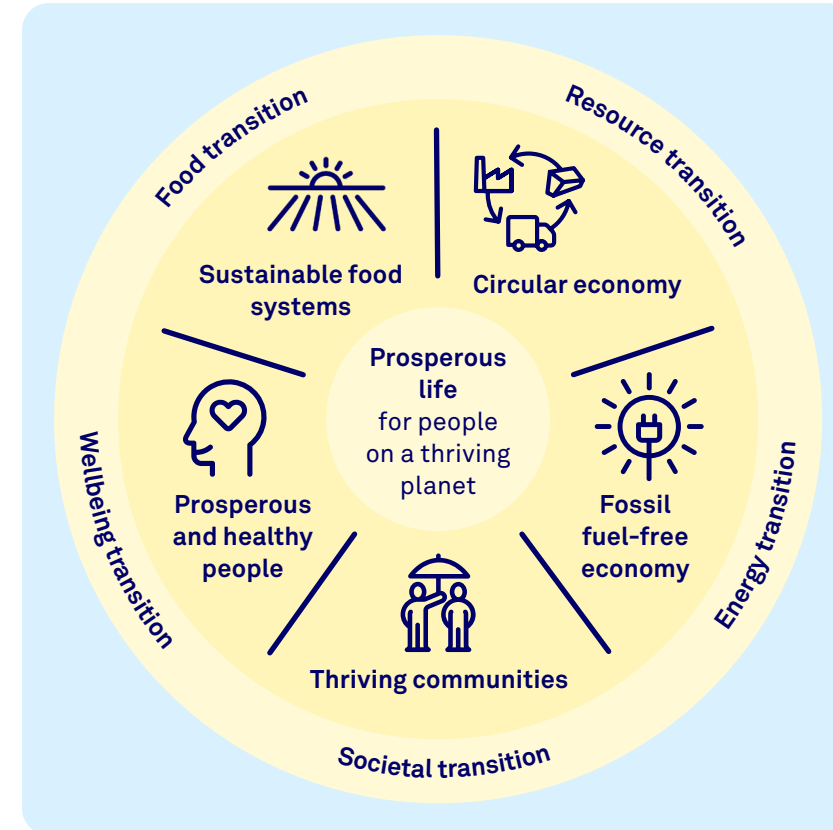 Food transition
Resource transition
Sustainable food
systems
Circular economy
Prosperous
life
for people
on a thriving
planet
Wellbeing transition
Prosperous
and healthy
people
Fossil
fuel-free
economy
Energy transition
Thriving communities
Societal transition